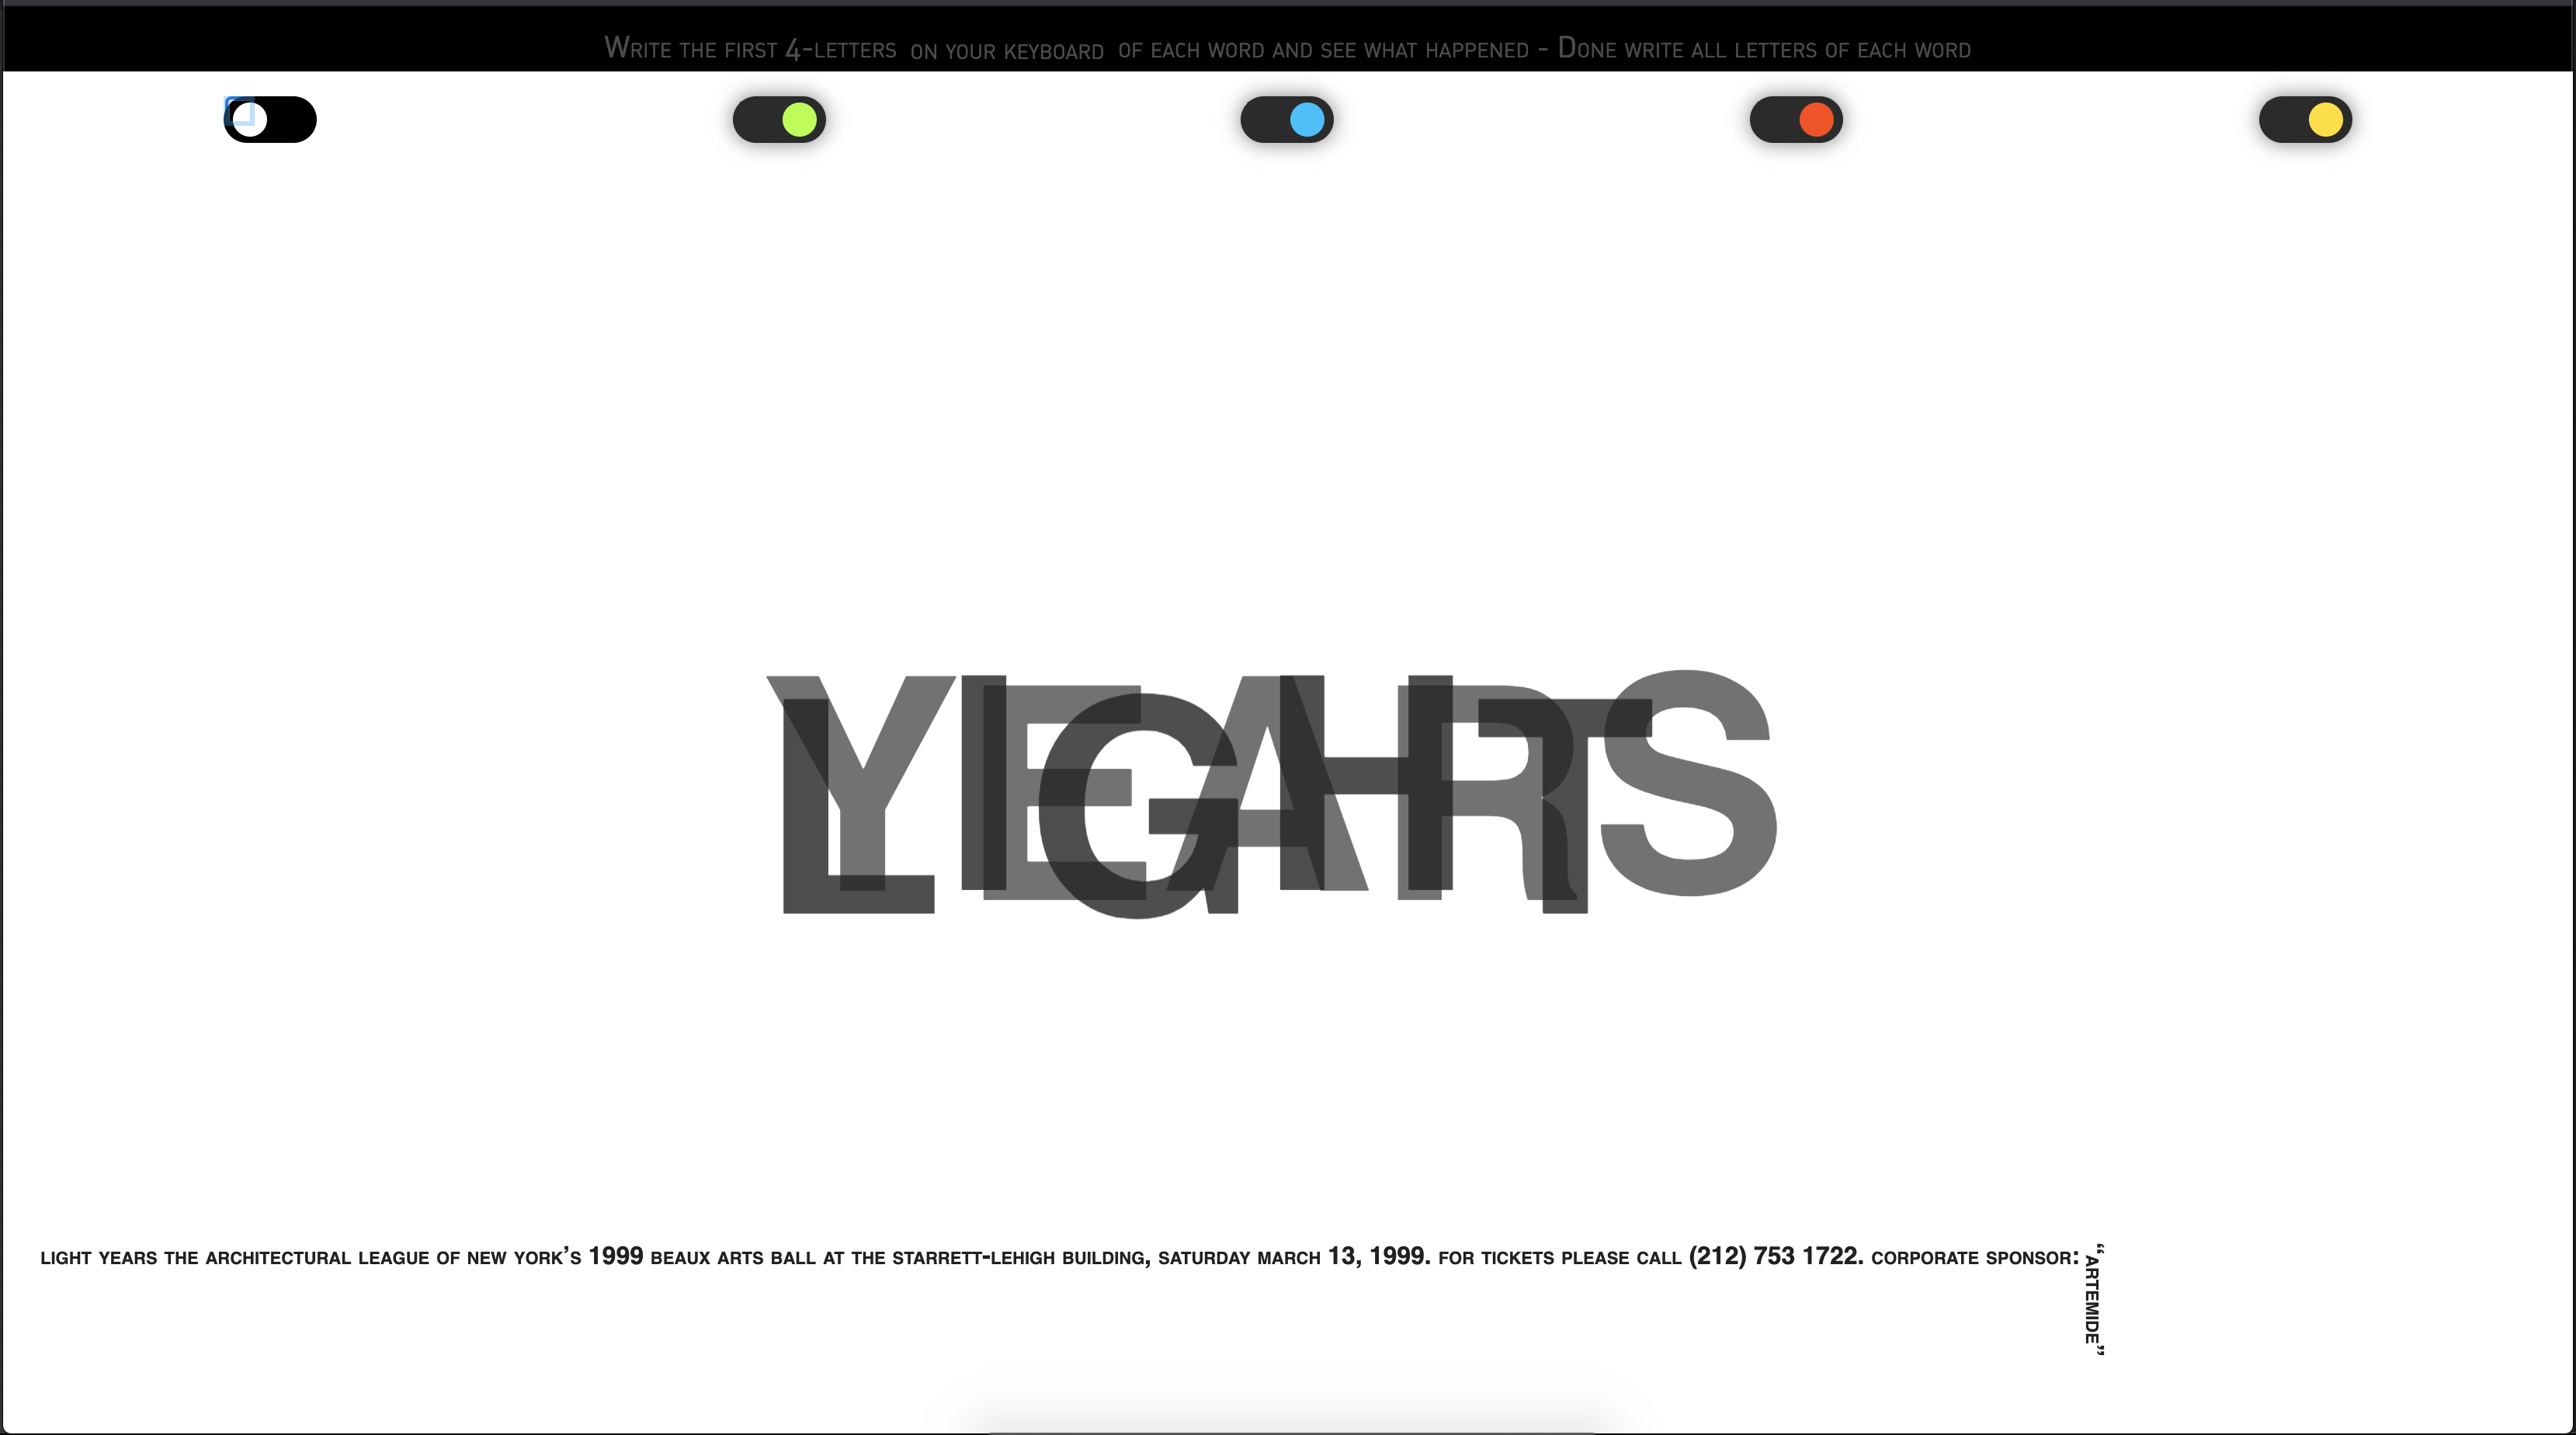 Write the first 4-letters on your keyboard of each word and see what happened - Done write all letters of each word
LIGHT
YEARS
light years the architectural league of new york’s 1999 beaux arts ball at the starrett-lehigh building, saturday march 13, 1999. for tickets please call (212) 753 1722. corporate sponsor:
“artemide”